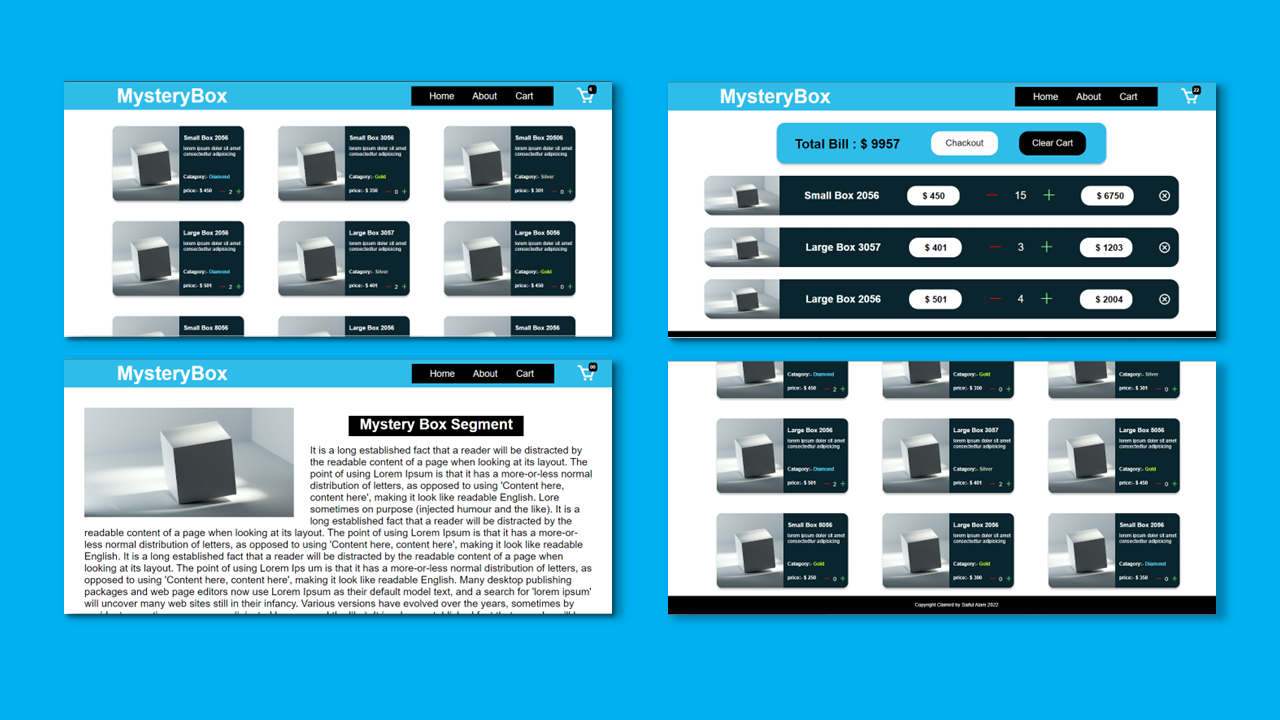 MysteryBox
Home About Cart
6
Small Box 2056
lorem ipsum doler sit amet
consectedtur adipisicing
Catagory:- Diamond
price:- $ 450 — 2 +
Small Box 3056
lorem ipsum doler sit amet
consectedtur adipisicing
Catagory:- Gold
price:- $ 350 — 0 +
Small Box 20506
lorem ipsum doler sit amet
consectedtur adipisicing
Catagory:- Silver
price:- $ 301 — 0 +
Large Box 2056
lorem ipsum doler sit amet
consectedtur adipisicing
Catagory:- Diamond
price:- $ 501 — 2 +
Large Box 3057
lorem ipsum doler sit amet
consectedtur adipisicing
Catagory:- Silver
price:- $ 401 — 2 +
Large Box 5056
lorem ipsum doler sit amet
consectedtur adipisicing
Catagory:- Gold
price:- $ 450 — 0 +
Small Box 8056
Large Box 2056
Small Box 2056
MysteryBox
Home About Cart
22
Total Bill : $ 9957
Chackout
Clear Cart
Small Box 2056 $ 450 — 15 + $ 6750
Large Box 3057 $ 401 — 3 + $ 1203
Large Box 2056 $ 501 — 4 + $ 2004
MysteryBox
Home About Cart
00
Mystery Box Segment
It is a long established fact that a reader will be distracted by
the readable content of a page when looking at its layout. The
point of using Lorem Ipsum is that it has a more-or-less normal
distribution of letters, as opposed to using 'Content here,
content here', making it look like readable English. Lore
sometimes on purpose (injected humour and the like). It is a
long established fact that a reader will be distracted by the
readable content of a page when looking at its layout. The point of using Lorem Ipsum is that it has a more-or-
less normal distribution of letters, as opposed to using 'Content here, content here', making it look like readable
English. It is a long established fact that a reader will be distracted by the readable content of a page when
looking at its layout. The point of using Lorem Ips um is that it has a more-or-less normal distribution of letters, as
opposed to using 'Content here, content here', making it look like readable English. Many desktop publishing
packages and web page editors now use Lorem Ipsum as their default model text, and a search for 'lorem ipsum'
will uncover many web sites still in their infancy. Various versions have evolved over the years, sometimes by
Catagory:- Diamond
price:- $ 450 — 2 +
Catagory:- Gold
price:- $ 350 — 0 +
Catagory:- Silver
price:- $ 301 — 0 +
Large Box 2056
lorem ipsum doler sit amet
consectedtur adipisicing
Catagory:- Diamond
price:- $ 501 — 2 +
Large Box 3057
lorem ipsum doler sit amet
consectedtur adipisicing
Catagory:- Silver
price:- $ 401 — 2 +
Large Box 5056
lorem ipsum doler sit amet
consectedtur adipisicing
Catagory:- Gold
price:- $ 450 — 0 +
Small Box 8056
lorem ipsum doler sit amet
consectedtur adipisicing
Catagory:- Gold
price:- $ 250 — 0 +
Large Box 2056
lorem ipsum doler sit amet
consectedtur adipisicing
Catagory:- Gold
price:- $ 300 — 0 +
Small Box 2056
lorem ipsum doler sit amet
consectedtur adipisicing
Catagory:- Diamond
price:- $ 350 — 0 +
Copyright Claimrd by Saiful Alam 2022